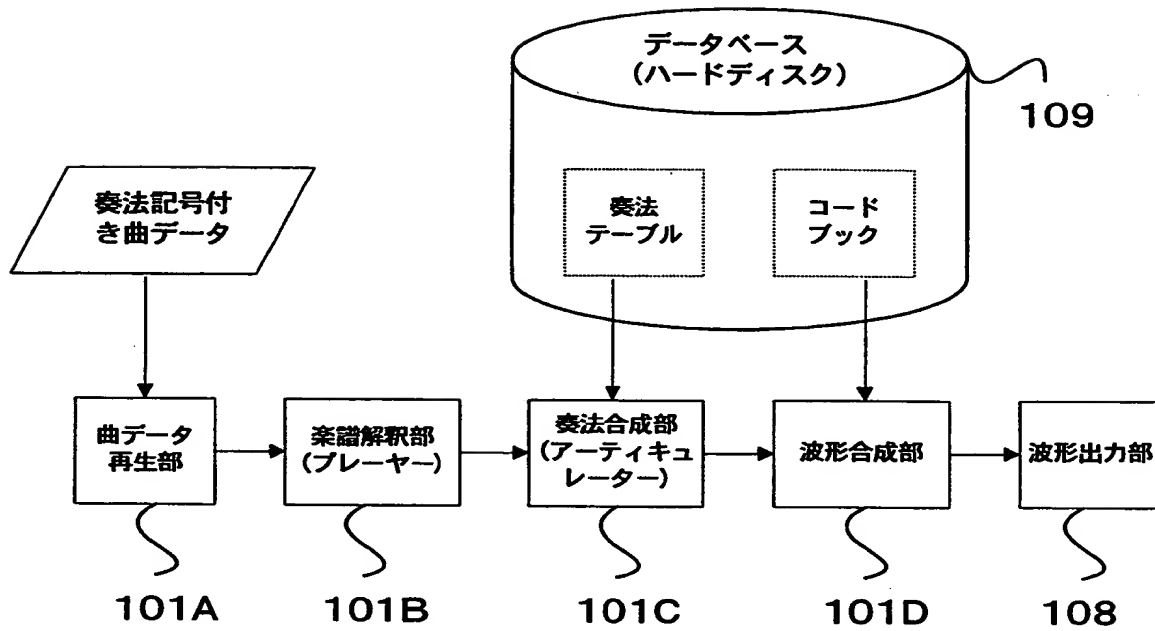 データベース
(ハードディスク)
109
奏法記号付
き曲データ
奏法
テーブル
コード
ブック
曲データ
再生部
楽譜解釈部
(プレーヤー)
奏法合成部
(アーティキュ
レーター)
波形合成部
波形出力部
101A
101B
101C
101D
108